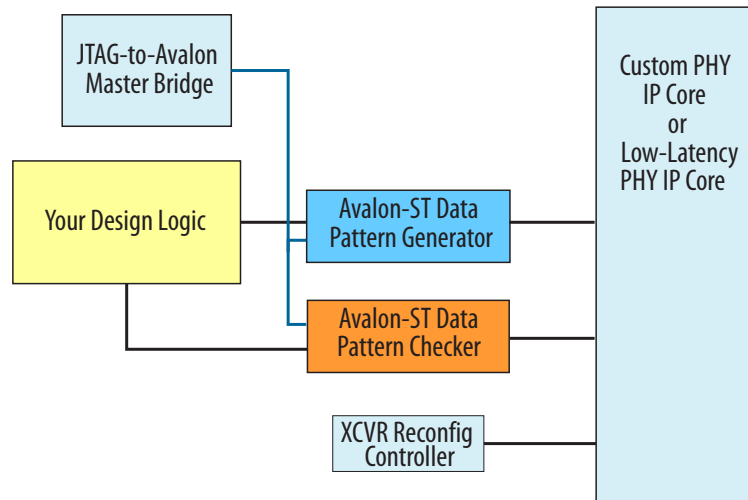 JTAG-to-Avalon
Master Bridge
Custom PHY
IP Core
or
Low-Latency
PHY IP Core
Your Design Logic
Avalon-ST Data
Pattern Generator
Avalon-ST Data
Pattern Checker
XCVR Reconfig
Controller